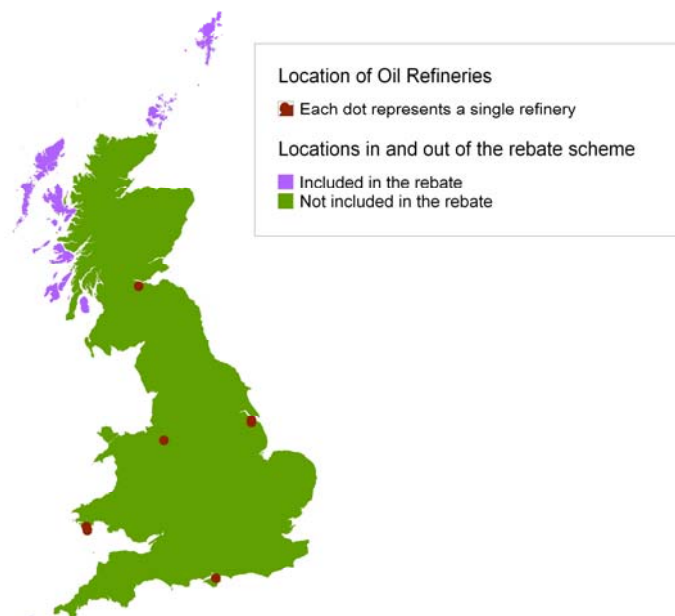 Location of Oil Refineries
Each dot represents a single refinery
Locations in and out of the rebate scheme
Included in the rebate
Not included in the rebate